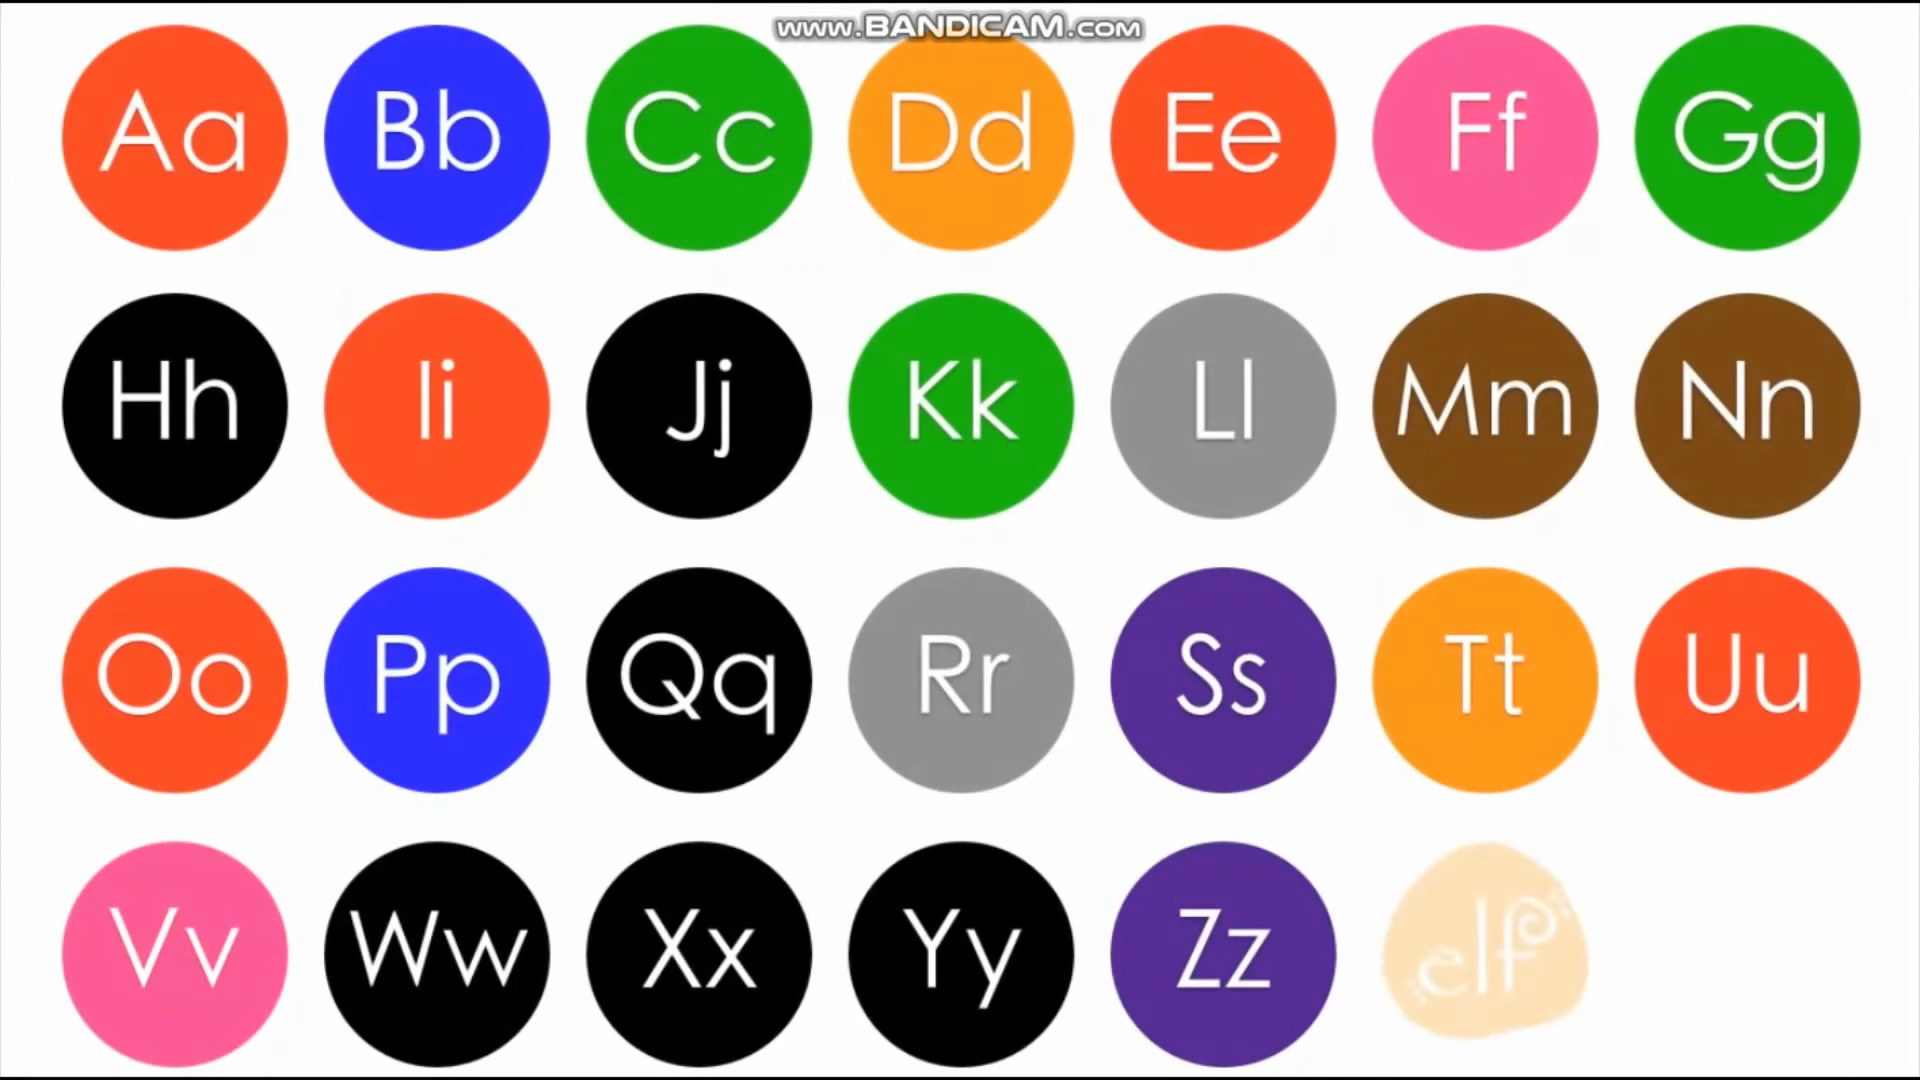 www.BANDICAM.com
Aa Bb Cc Dd Ee Ff Gg
Hh Ii Jj Kk Ll Mm Nn
Oo Pp Qq Rr Ss Tt Uu
Vv Ww Xx Yy Zz elf